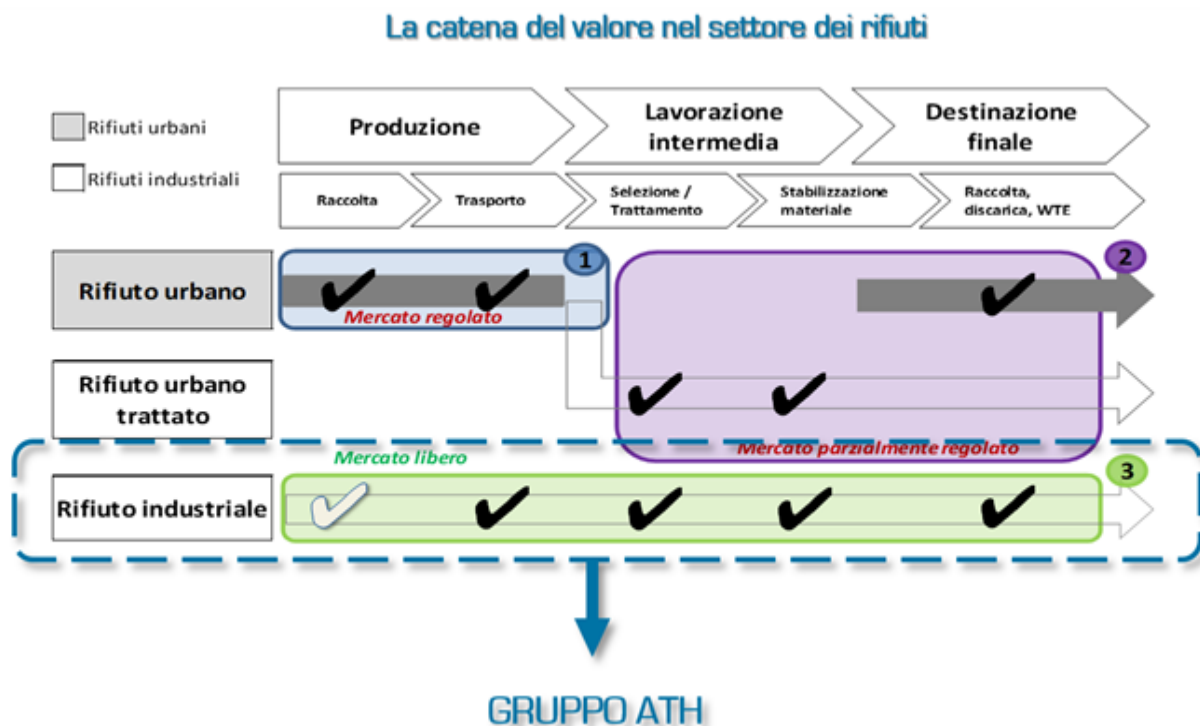 La catena del valore nel settore dei rifiuti
Rifiuti urbani
Rifiuti industriali
Produzione
Lavorazione
intermedia
Destinazione
finale
Raccolta
Trasporto
Selezione /
Trattamento
Stabilizzazione
materiale
Raccolta,
discarica, WTE
Rifiuto urbano
1
2
Mercato regolato
Rifiuto urbano
trattato
Mercato parzialmente regolato
Mercato libero
3
Rifiuto industriale
GRUPPO ATH